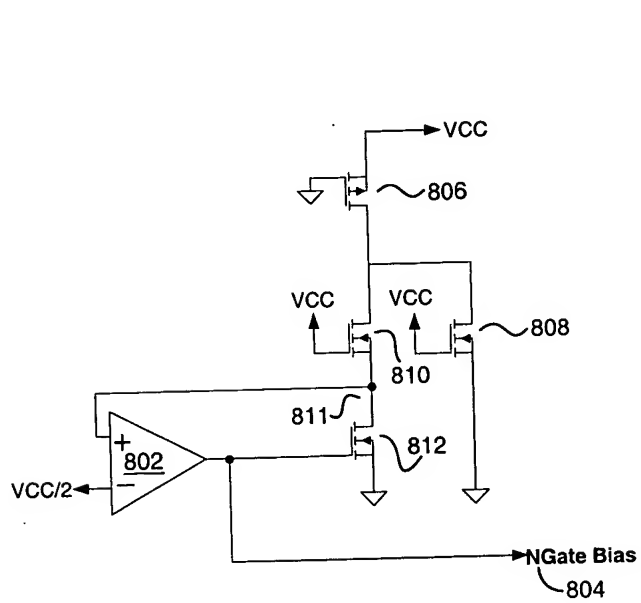 VCC
806
VCC
VCC
808
810
811
812
+
802
VCC/2
−
NGate Bias
804